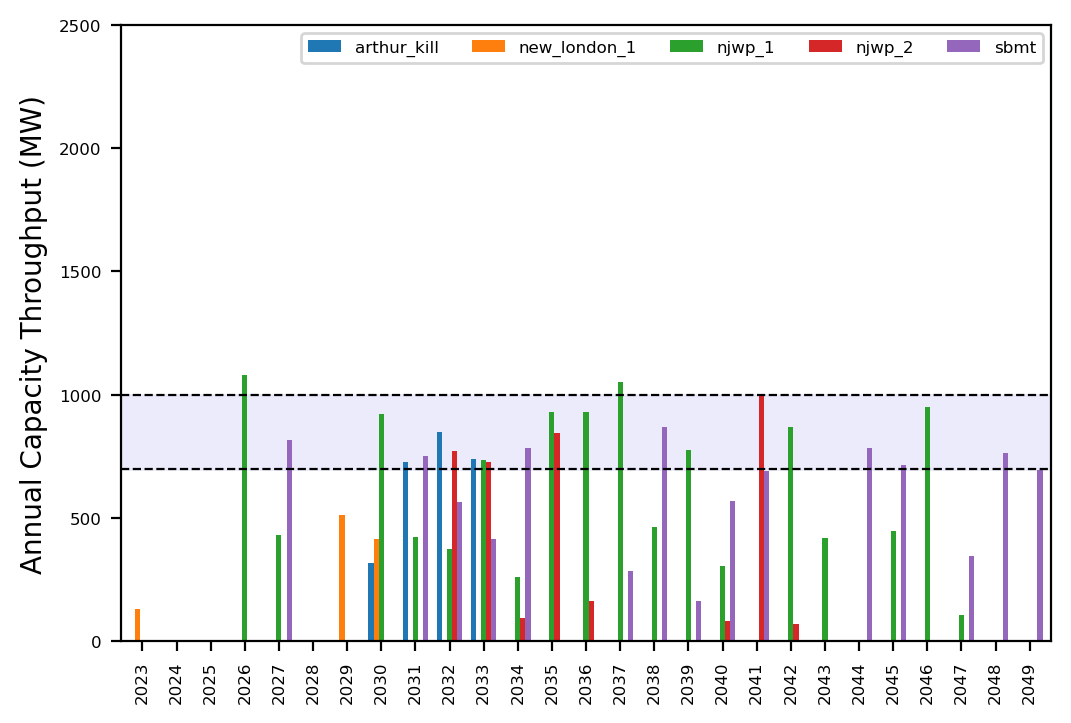 arthur_kill new_london_1 njwp_1 njwp_2 sbmt
Annual Capacity Throughput (MW)
2500
2000
1500
1000
500
0
2023 2024 2025 2026 2027 2028 2029 2030 2031 2032 2033 2034 2035 2036 2037 2038 2039 2040 2041 2042 2043 2044 2045 2046 2047 2048 2049